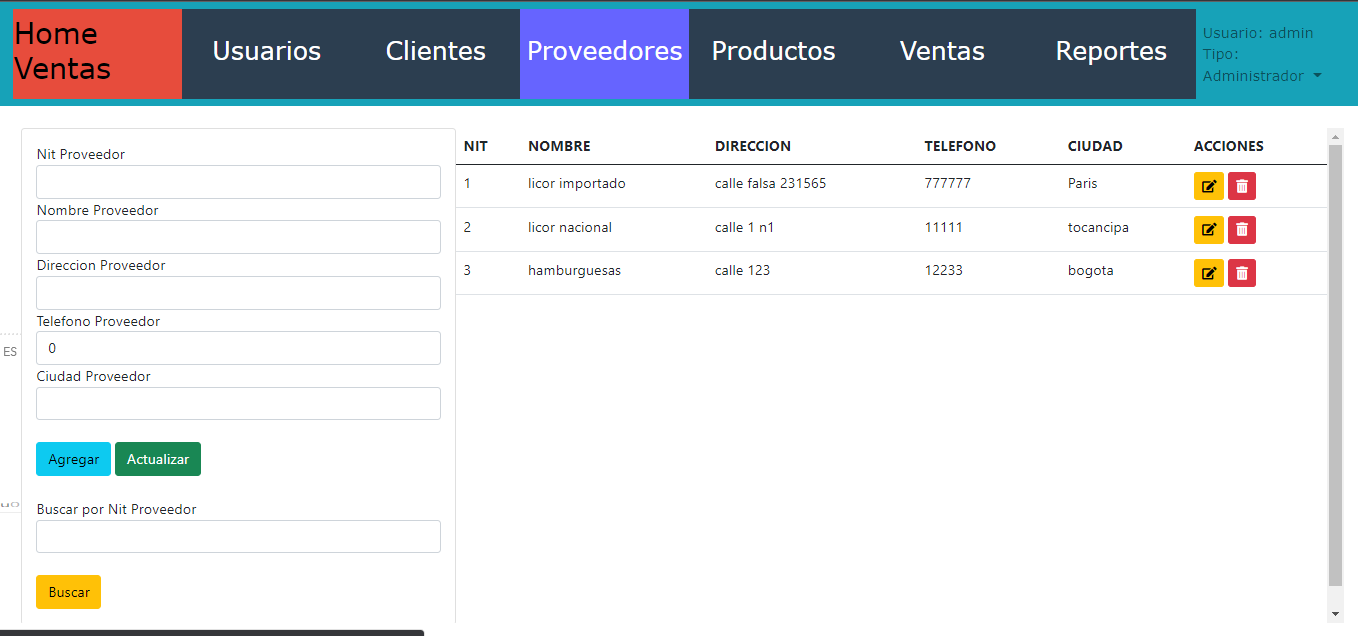 Home
Ventas
Usuarios
Clientes
Proveedores
Productos
Ventas
Reportes
Usuario: admin
Tipo:
Administrador
Nit Proveedor
Nombre Proveedor
Direccion Proveedor
Telefono Proveedor
0
Ciudad Proveedor
Agregar Actualizar
Buscar por Nit Proveedor
Buscar
ES
NIT NOMBRE DIRECCION TELEFONO CIUDAD ACCIONES
1 licor importado calle falsa 231565 777777 Paris
2 licor nacional calle 1 n1 11111 tocancipa
3 hamburguesas calle 123 12233 bogota